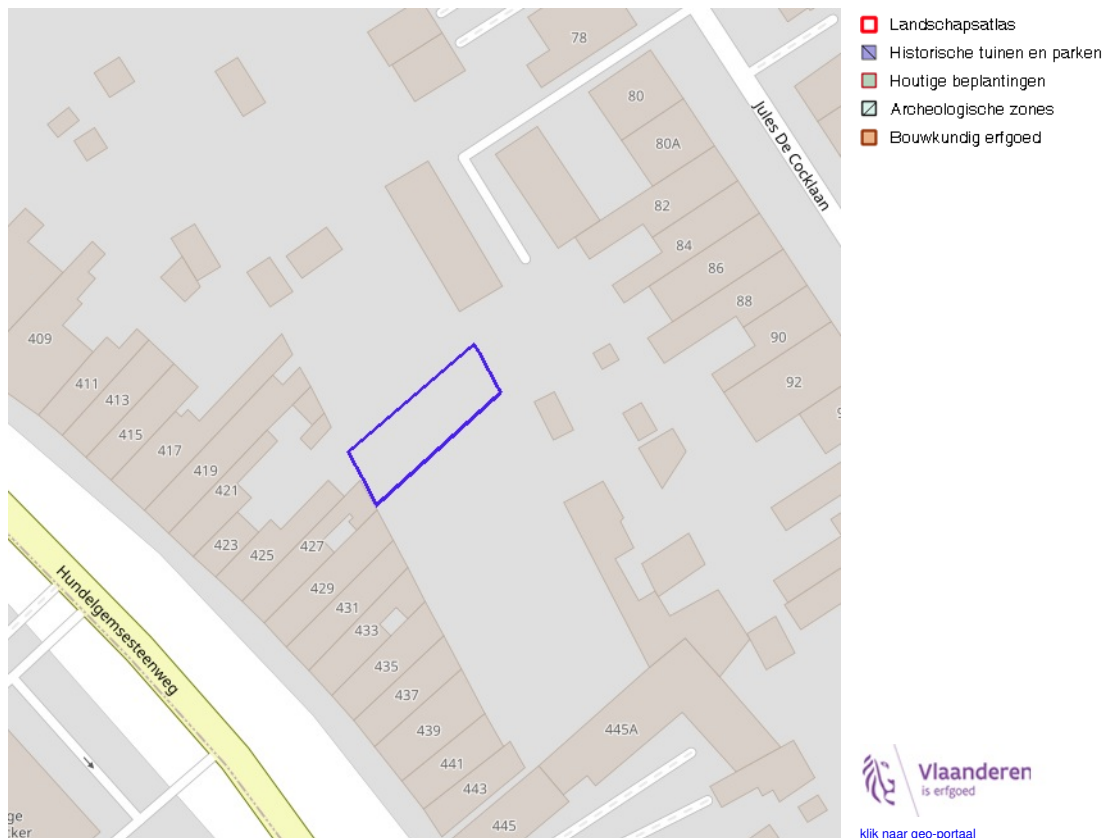 Landschapsatlas
Historische tuinen en parken
Houtige beplantingen
Archeologische zones
Bouwkundig erfgoed
78
80
80A
Jules De Cocklaan
82
84
86
88
90
92
409
411
413
415
417
419
421
423
425
427
429
431
433
435
437
439
441
443
445
445A
Hundelgemsesteenweg
ge
cker
Vlaanderen
is erfgoed
klik naar geo-portaal